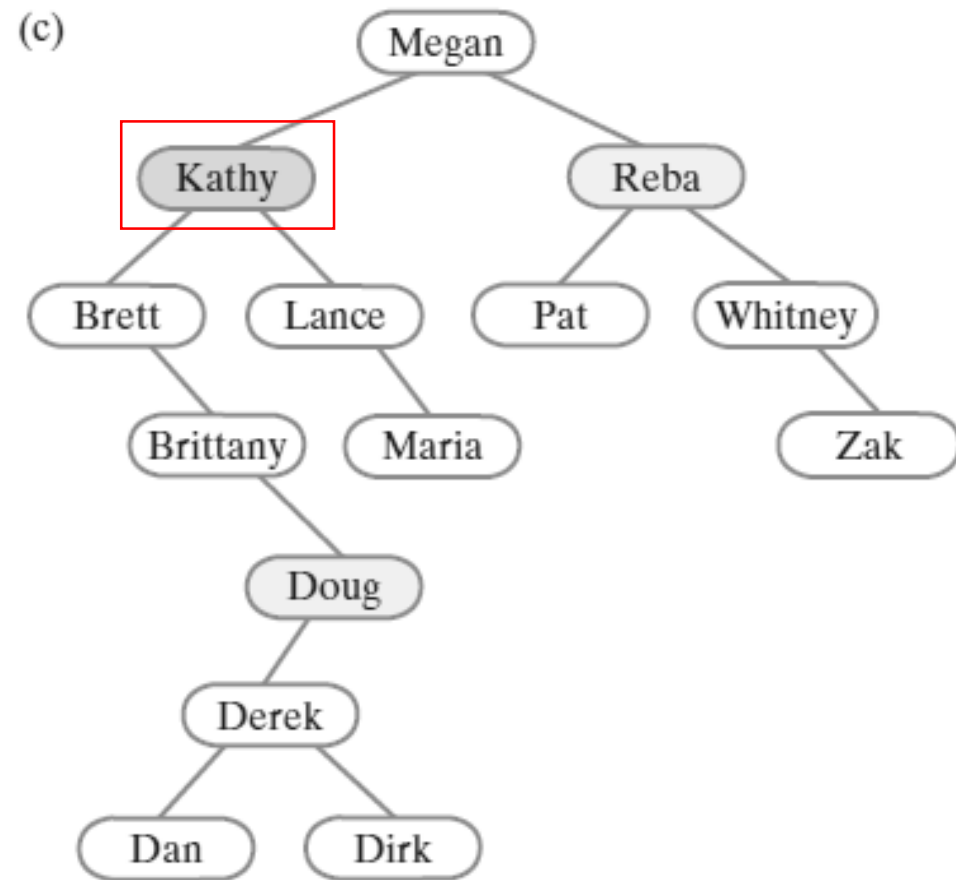 (c)
Megan
Kathy
Reba
Brett
Lance
Pat
Whitney
Brittany
Maria
Zak
Doug
Derek
Dan
Dirk